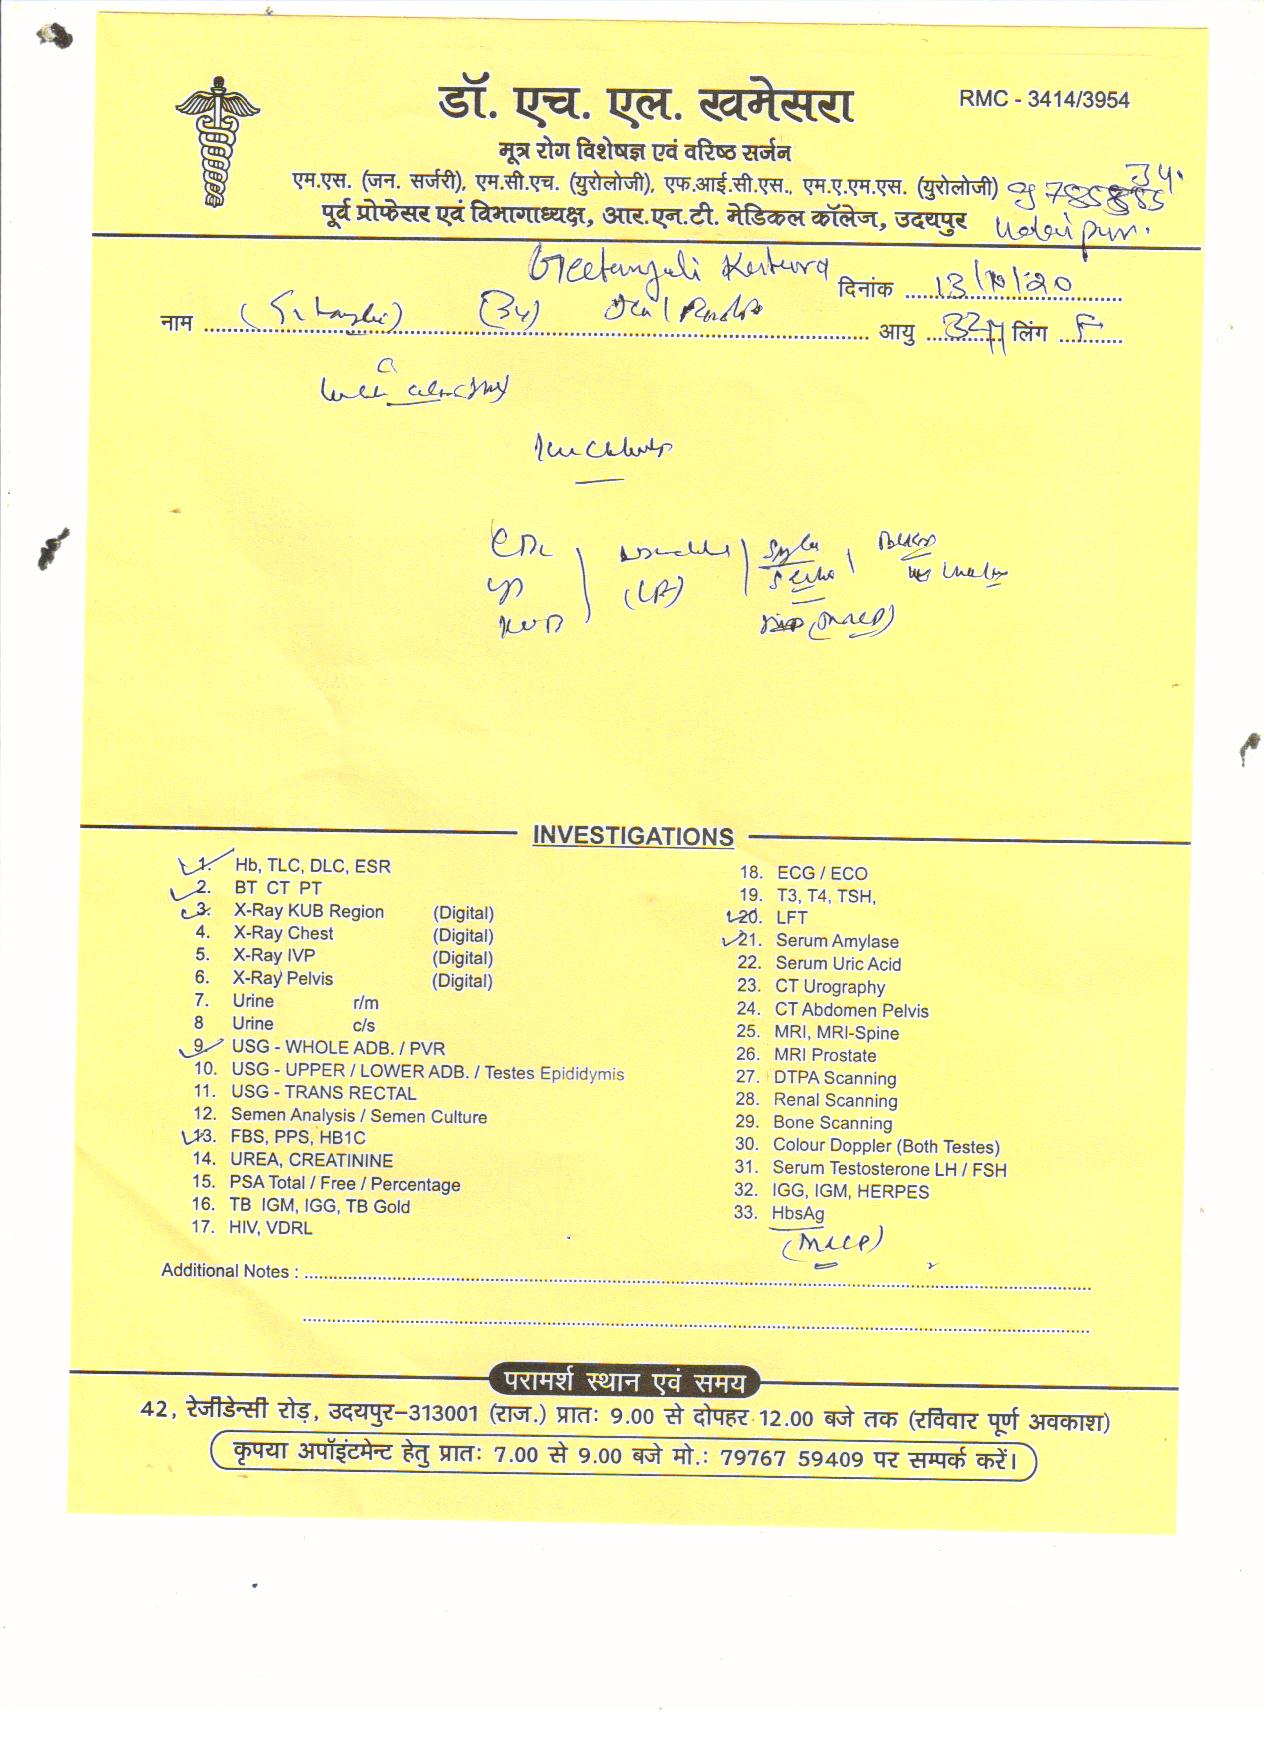 डॉ. एच. एल. खमेसरा
RMC - 3414/3954
मूत्र रोग विशेषज्ञ एवं वरिष्ठ सर्जन
एम.एस. (जन. सर्जरी), एम.सी.एच. (युरोलोजी), एफ.आई.सी.एस., एम.ए.एम.एस. (युरोलोजी)
पूर्व प्रोफेसर एवं विभागाध्यक्ष, आर.एन.टी. मेडिकल कॉलेज, उदयपुर
Udaipur.
Geetanjali
दिनांक 13/10/20
नाम (34) आयु 32y लिंग F
KUB
(MRCP)
INVESTIGATIONS
1. Hb, TLC, DLC, ESR
2. BT CT PT
3. X-Ray KUB Region (Digital)
4. X-Ray Chest (Digital)
5. X-Ray IVP (Digital)
6. X-Ray Pelvis (Digital)
7. Urine r/m
8 Urine c/s
9. USG - WHOLE ADB. / PVR
10. USG - UPPER / LOWER ADB. / Testes Epididymis
11. USG - TRANS RECTAL
12. Semen Analysis / Semen Culture
13. FBS, PPS, HB1C
14. UREA, CREATININE
15. PSA Total / Free / Percentage
16. TB IGM, IGG, TB Gold
17. HIV, VDRL
18. ECG / ECO
19. T3, T4, TSH,
20. LFT
21. Serum Amylase
22. Serum Uric Acid
23. CT Urography
24. CT Abdomen Pelvis
25. MRI, MRI-Spine
26. MRI Prostate
27. DTPA Scanning
28. Renal Scanning
29. Bone Scanning
30. Colour Doppler (Both Testes)
31. Serum Testosterone LH / FSH
32. IGG, IGM, HERPES
33. HbsAg
(MRCP)
Additional Notes :
परामर्श स्थान एवं समय
42, रेजीडेन्सी रोड़, उदयपुर-313001 (राज.) प्रातः 9.00 से दोपहर 12.00 बजे तक (रविवार पूर्ण अवकाश)
कृपया अपॉइंटमेन्ट हेतु प्रातः 7.00 से 9.00 बजे मो.: 79767 59409 पर सम्पर्क करें।